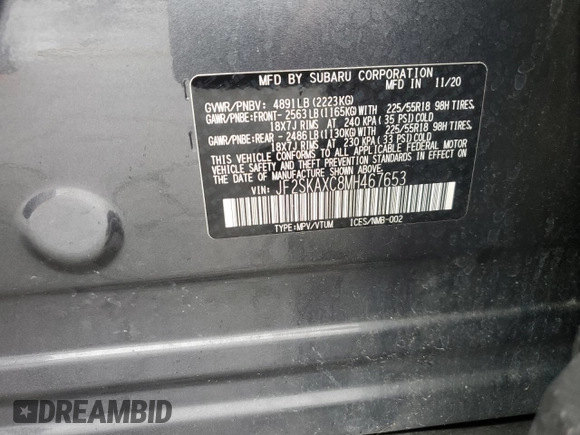 MFD BY SUBARU CORPORATION
MFD IN 11/20
GVWR/PNBV: 4891LB (2223KG)
GAWR/PNBE:FRONT- 2563LB(1165KG)WITH 225/55R18 98H TIRES,
18X7J RIMS AT 240 KPA( 35 PSI)COLD
GAWR/PNBE:REAR - 2486LB(1130KG)WITH 225/55R18 98H TIRES,
18X7J RIMS AT 230 KPA( 33 PSI)COLD
THIS VEHICLE CONFORMS TO ALL APPLICABLE FEDERAL MOTOR
VEHICLE SAFETY AND THEFT PREVENTION STANDARDS IN EFFECT ON
THE DATE OF MANUFACTURE SHOWN ABOVE.
VIN: JF2SKAXC8MH467653
TYPE:MPV/VTUM ICES/NMB-002
DREAMBID